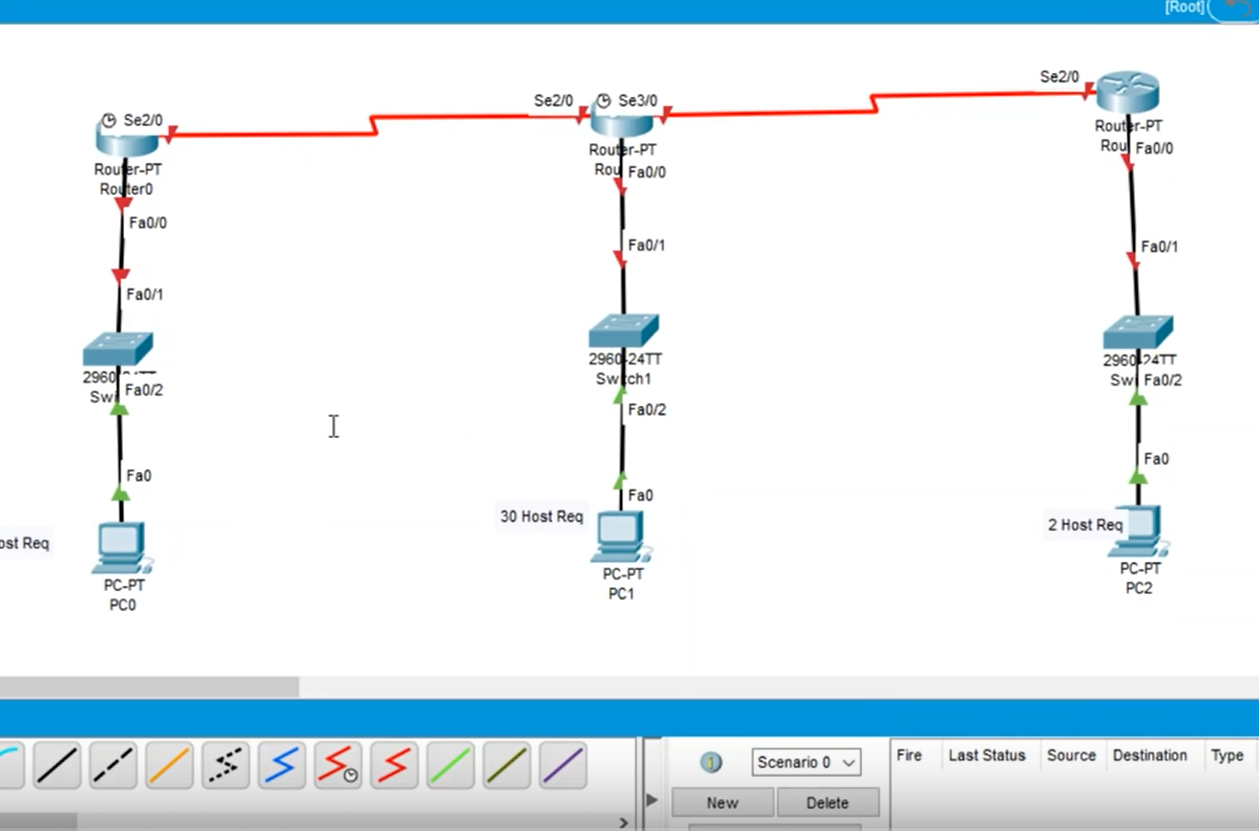 [Root]
Se2/0
Se2/0
Se3/0
Se2/0
Router-PT
Router0
Router-PT
Rou
Fa0/0
Router-PT
Rou
Fa0/0
Fa0/0
Fa0/1
Fa0/1
Fa0/1
2960
Fa0/2
2960-24TT
Switch1
Fa0/2
2960-24TT
Fa0/2
Fa0
Fa0
Fa0
ost Req
30 Host Req
2 Host Req
PC-PT
PC0
PC-PT
PC1
PC-PT
PC2
Scenario 0
New
Delete
Fire Last Status Source Destination Type